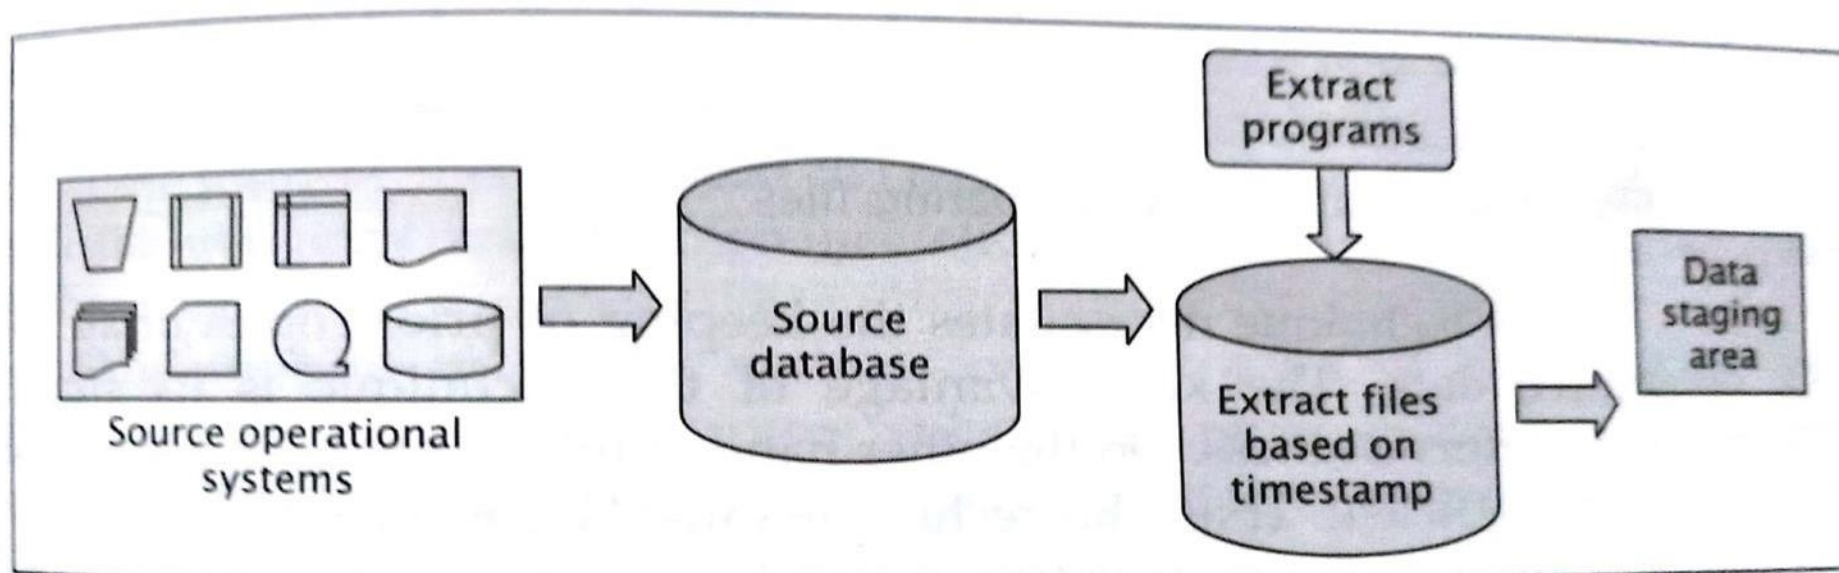 Extract
programs
Source operational
systems
Source
database
Extract files
based on
timestamp
Data
staging
area